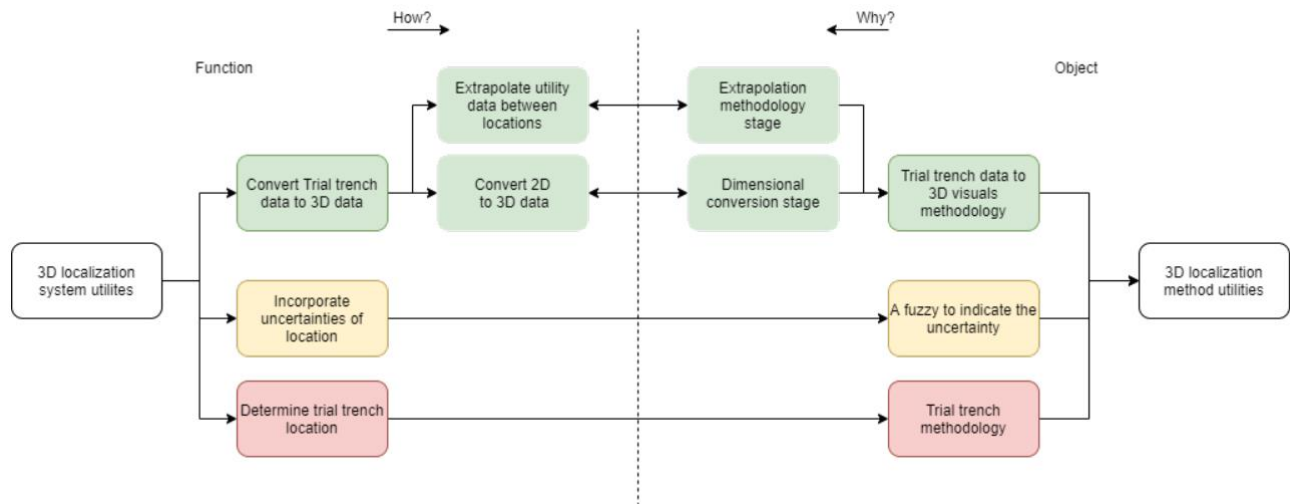 How?
Why?
Function
Object
Extrapolate utility
data between
locations
Extrapolation
methodology
stage
Convert Trial trench
data to 3D data
Convert 2D
to 3D data
Dimensional
conversion stage
Trial trench data to
3D visuals
methodology
3D localization
system utilites
3D localization
method utilities
Incorporate
uncertainties of
location
A fuzzy to indicate the
uncertainty
Determine trial trench
location
Trial trench
methodology